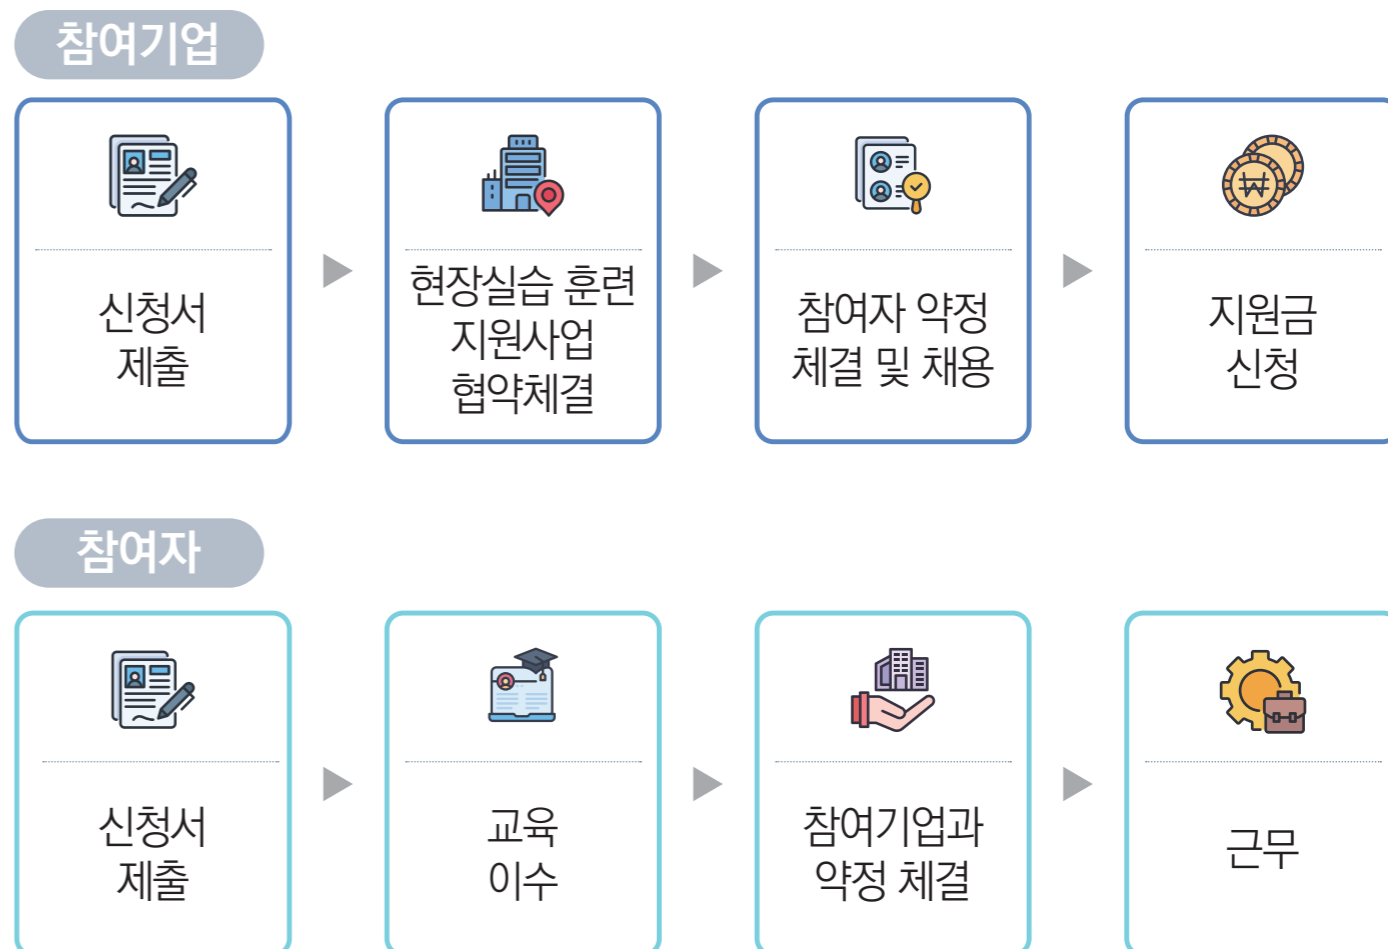 참여기업
신청서
제출
현장실습 훈련
지원사업
협약체결
참여자 약정
체결 및 채용
지원금
신청
참여자
신청서
제출
교육
이수
참여기업과
약정 체결
근무